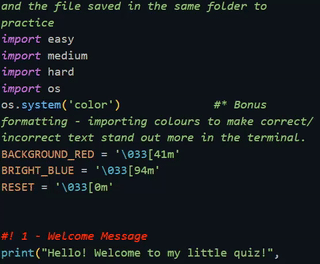 and the file saved in the same folder to
practice
import easy
import medium
import hard
import os
os.system('color') #* Bonus
formatting - importing colours to make correct/
incorrect text stand out more in the terminal.
BACKGROUND_RED = '\033[41m'
BRIGHT_BLUE = '\033[94m'
RESET = '\033[0m'
#! 1 - Welcome Message
print("Hello! Welcome to my little quiz!",